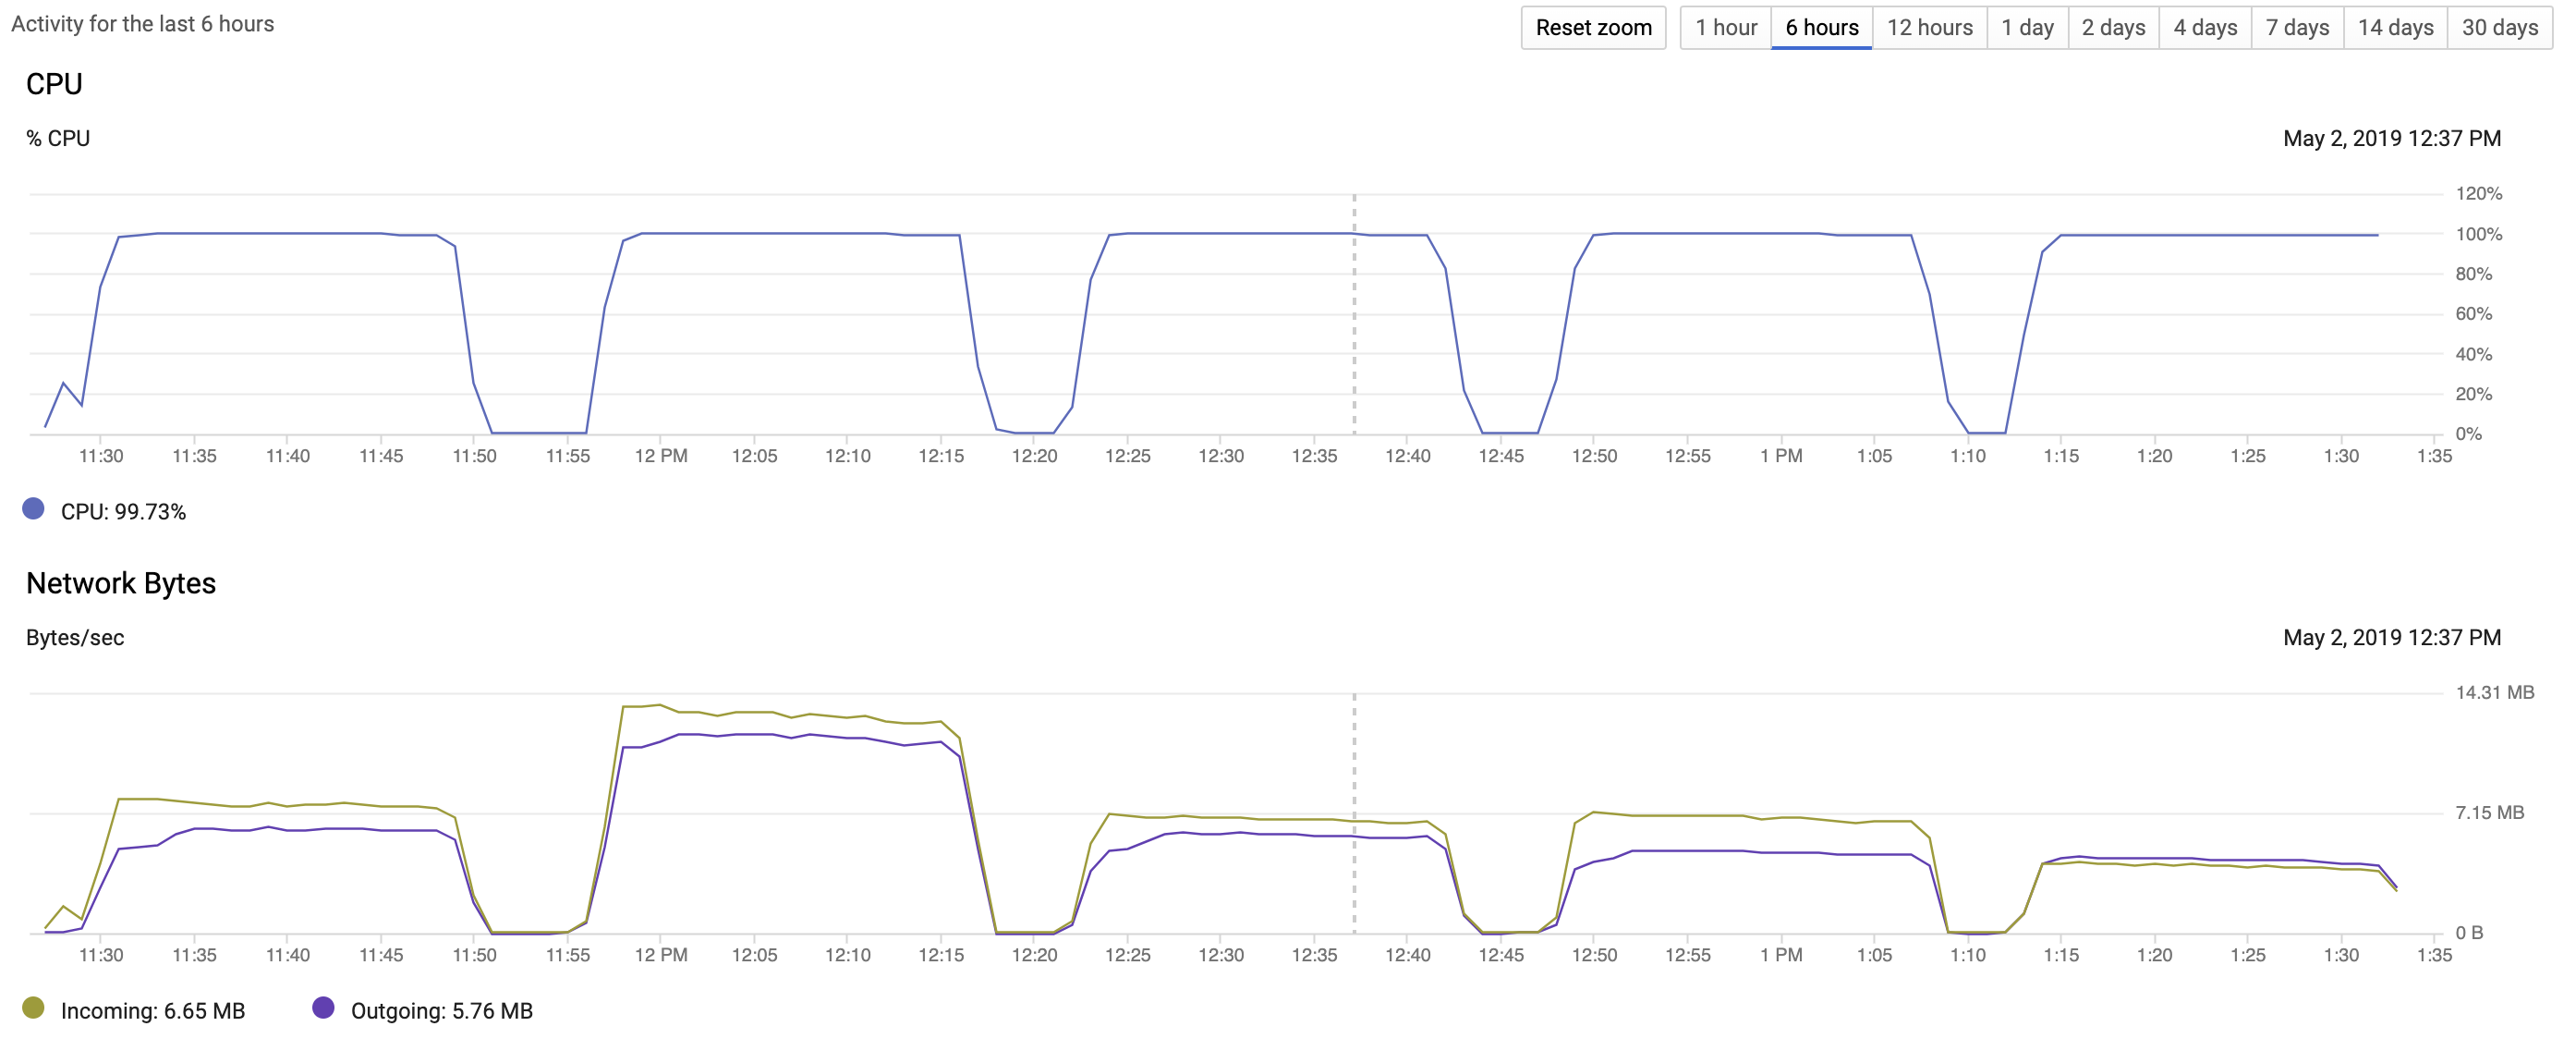 Activity for the last 6 hours
Reset zoom 1 hour 6 hours 12 hours 1 day 2 days 4 days 7 days 14 days 30 days
CPU
% CPU May 2, 2019 12:37 PM
120%
100%
80%
60%
40%
20%
0%
11:30 11:35 11:40 11:45 11:50 11:55 12 PM 12:05 12:10 12:15 12:20 12:25 12:30 12:35 12:40 12:45 12:50 12:55 1 PM 1:05 1:10 1:15 1:20 1:25 1:30 1:35
CPU: 99.73%
Network Bytes
Bytes/sec May 2, 2019 12:37 PM
14.31 MB
7.15 MB
0 B
11:30 11:35 11:40 11:45 11:50 11:55 12 PM 12:05 12:10 12:15 12:20 12:25 12:30 12:35 12:40 12:45 12:50 12:55 1 PM 1:05 1:10 1:15 1:20 1:25 1:30 1:35
Incoming: 6.65 MB Outgoing: 5.76 MB